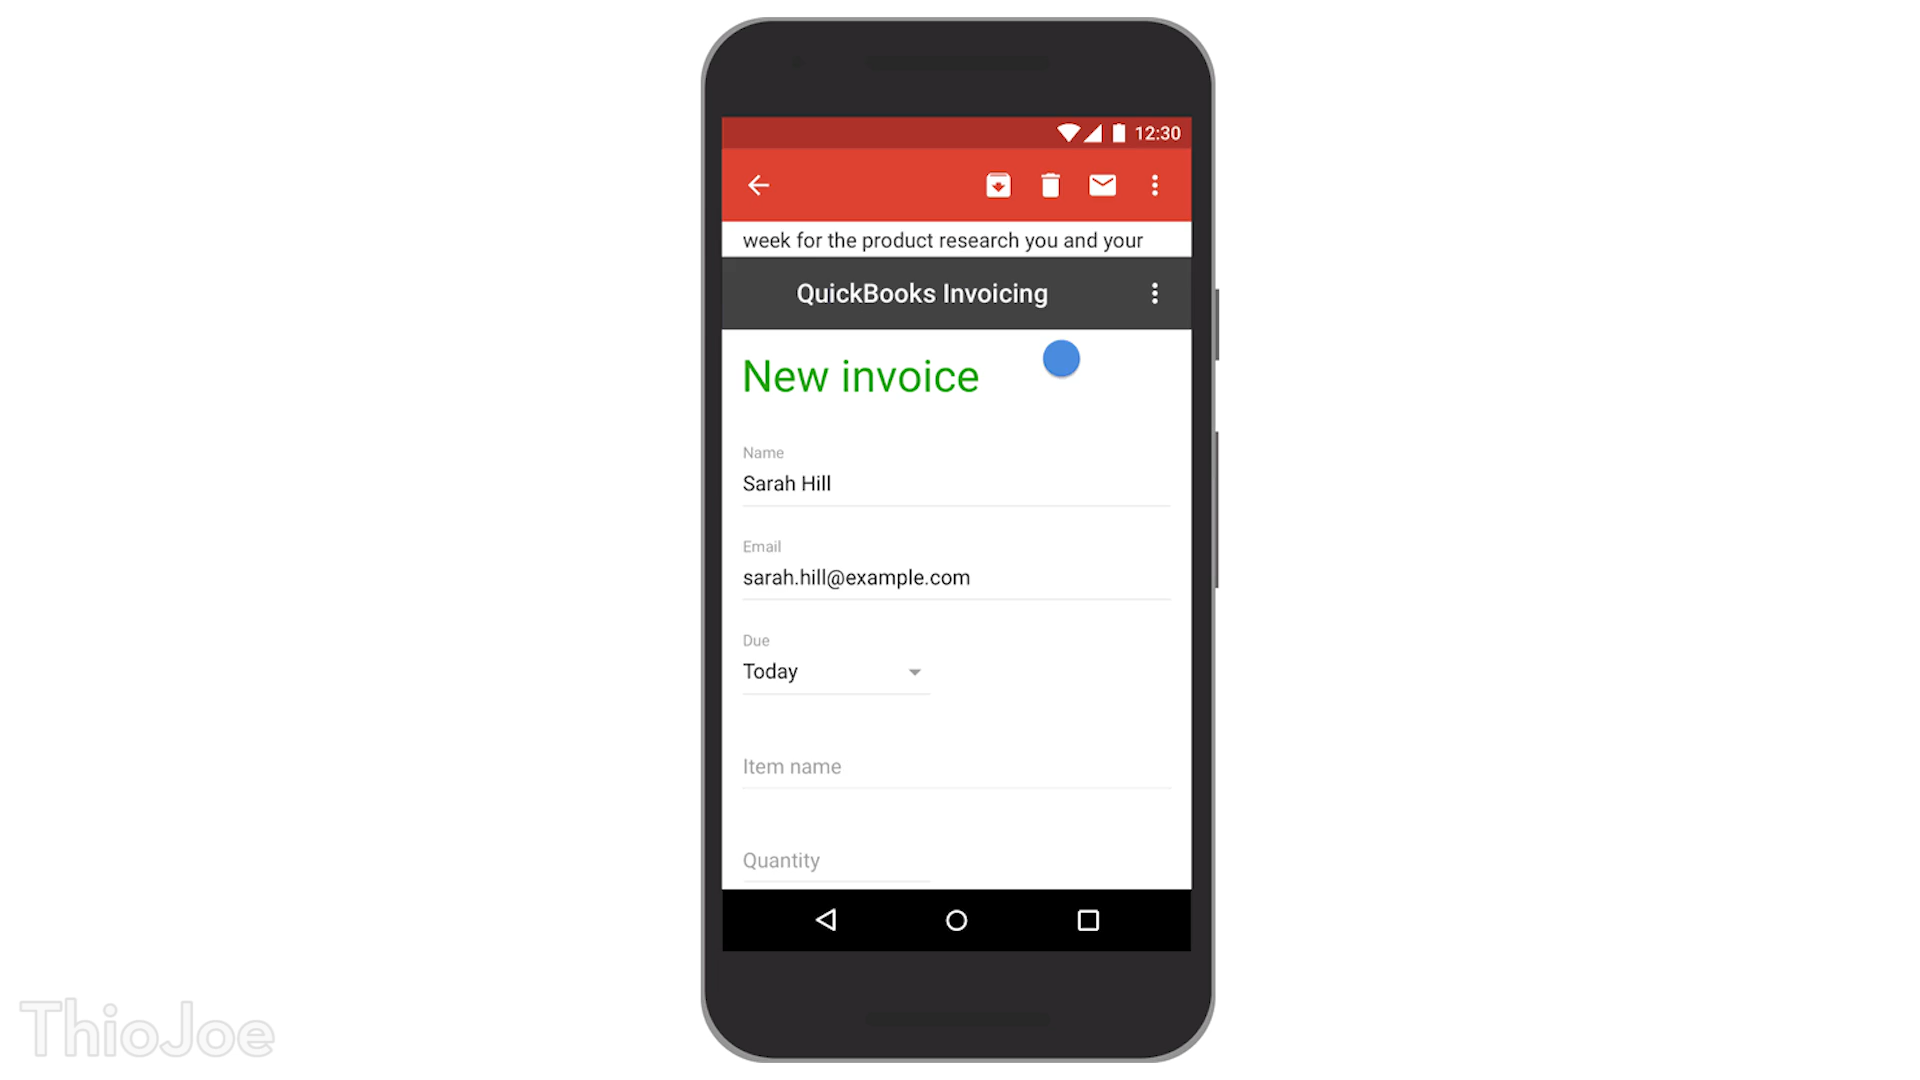 12:30
week for the product research you and your
QuickBooks Invoicing
New invoice
Name
Sarah Hill
Email
sarah.hill@example.com
Due
Today
Item name
Quantity
ThioJoe